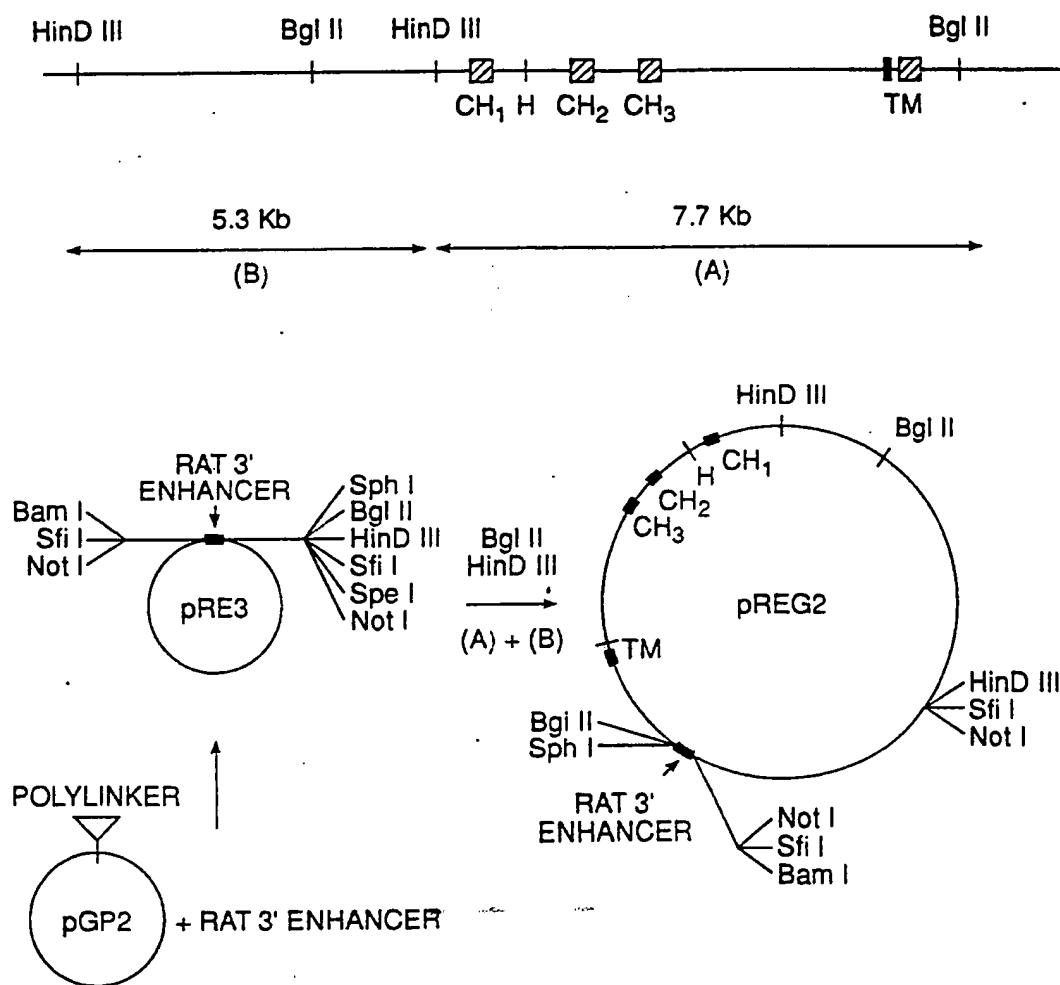 HinD III Bgl II HinD III Bgl II
CH1 H CH2 CH3 TM
5.3 Kb 7.7 Kb
(B) (A)
HinD III
Bgl II
H CH1
CH2
CH3
RAT 3'
ENHANCER
Bam I
Sfi I
Not I
Sph I
Bgl II
HinD III
Sfi I
Spe I
Not I
pRE3
Bgl II
HinD III
(A) + (B)
pREG2
TM
HinD III
Sfi I
Not I
Bgi II
Sph I
RAT 3'
ENHANCER
Not I
Sfi I
Bam I
POLYLINKER
pGP2 + RAT 3' ENHANCER